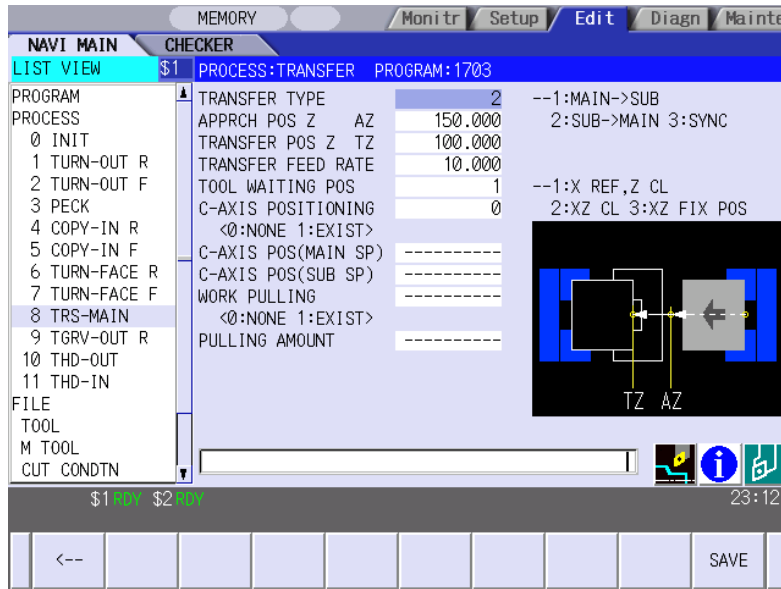 MEMORY Monitr Setup Edit Diagn Mainte
NAVI MAIN CHECKER
LIST VIEW $1 PROCESS:TRANSFER PROGRAM:1703
PROGRAM
PROCESS
0 INIT
1 TURN-OUT R
2 TURN-OUT F
3 PECK
4 COPY-IN R
5 COPY-IN F
6 TURN-FACE R
7 TURN-FACE F
8 TRS-MAIN
9 TGRV-OUT R
10 THD-OUT
11 THD-IN
FILE
TOOL
M TOOL
CUT CONDTN
TRANSFER TYPE 2 --1:MAIN->SUB
APPRCH POS Z AZ 150.000 2:SUB->MAIN 3:SYNC
TRANSFER POS Z TZ 100.000
TRANSFER FEED RATE 10.000
TOOL WAITING POS 1 --1:X REF,Z CL
C-AXIS POSITIONING 0 2:XZ CL 3:XZ FIX POS
<0:NONE 1:EXIST>
C-AXIS POS(MAIN SP) ----------
C-AXIS POS(SUB SP) ----------
WORK PULLING ----------
<0:NONE 1:EXIST>
PULLING AMOUNT ----------
TZ AZ
$1 RDY $2 RDY 23:12
<-- SAVE